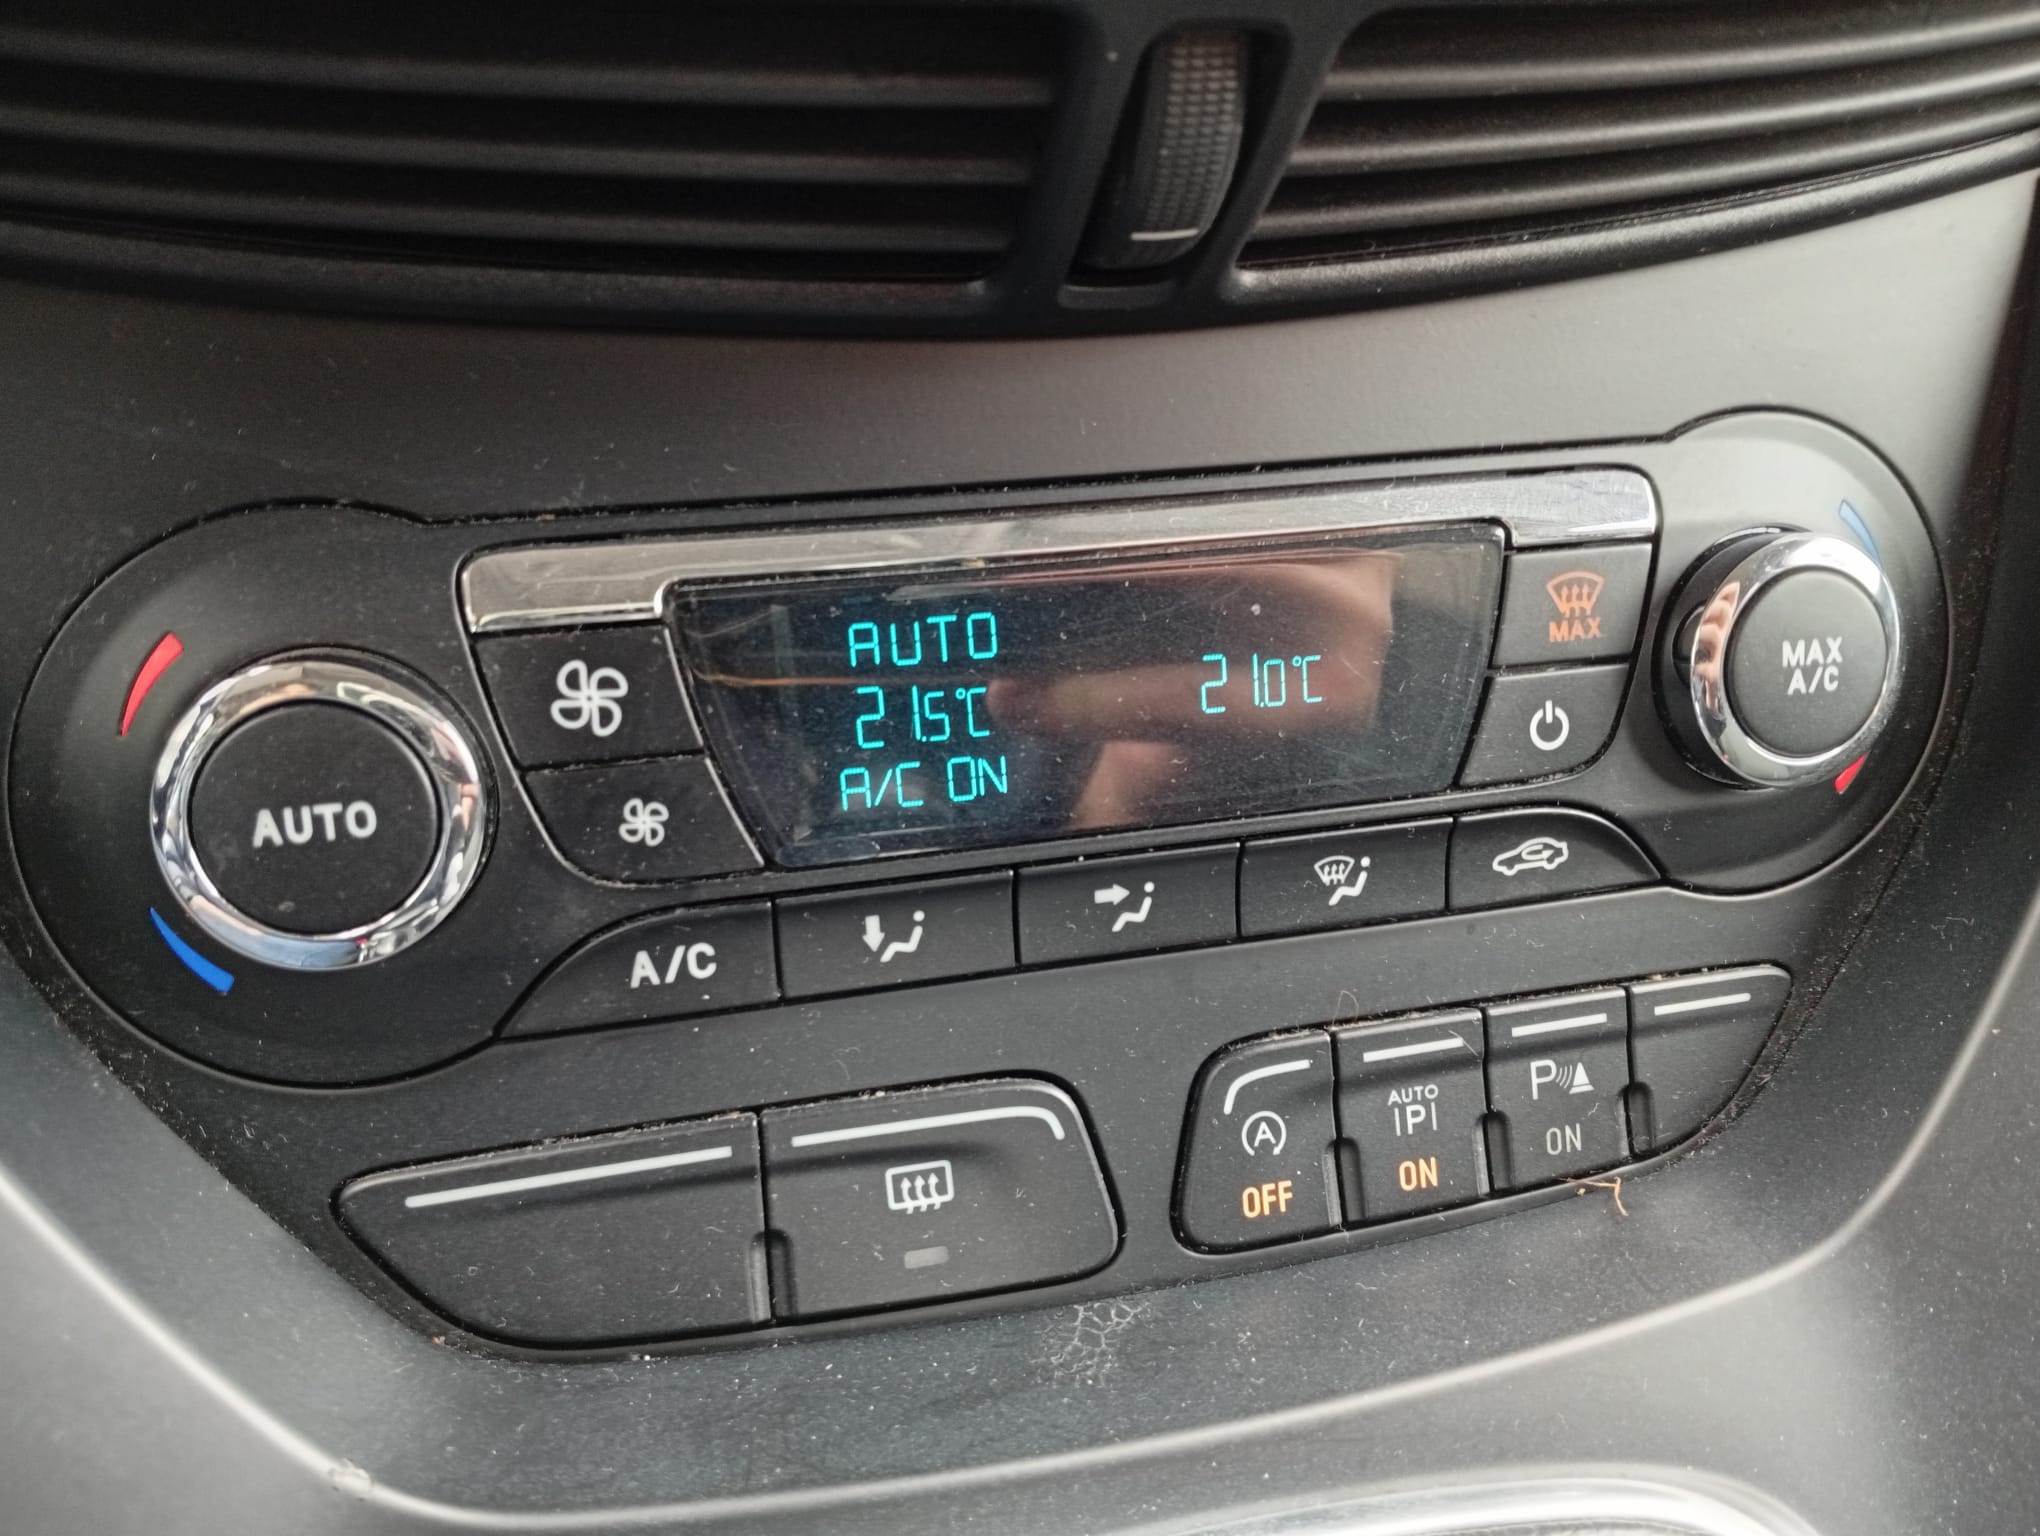 AUTO
21.5°C
A/C ON
21.0°C
MAX
MAX
A/C
AUTO
A/C
A
OFF
AUTO
P
ON
P
ON